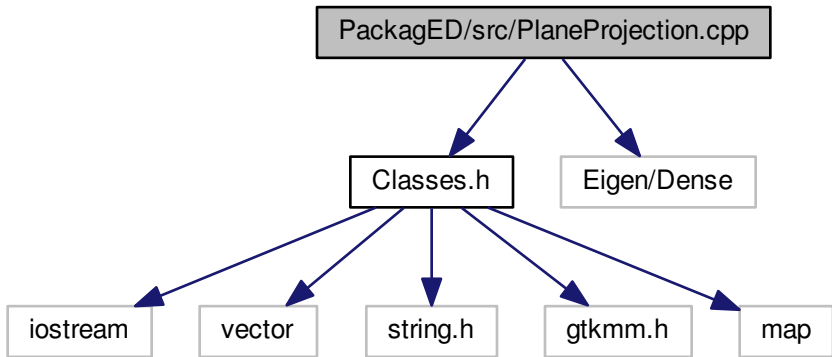 PackagED/src/PlaneProjection.cpp
Classes.h
Eigen/Dense
iostream
vector
string.h
gtkmm.h
map